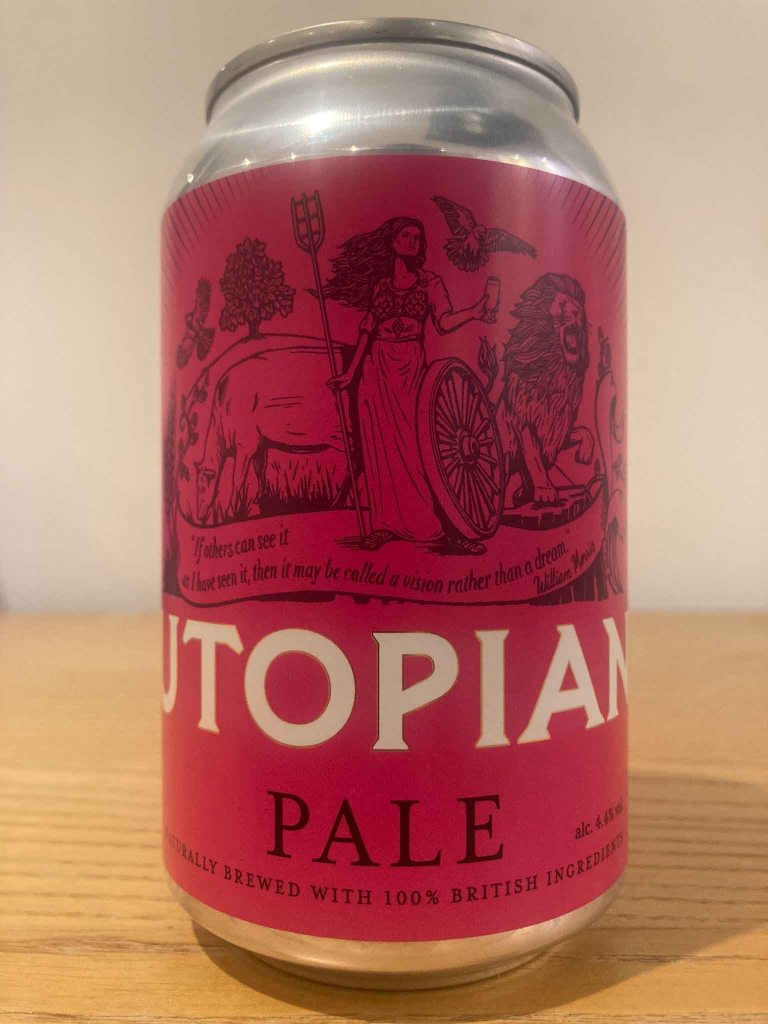 "If others can see it
as I have seen it, then it may be called a vision rather than a dream."
William Morris
UTOPIAN
PALE
alc. 4.4% vol
NATURALLY BREWED WITH 100% BRITISH INGREDIENTS